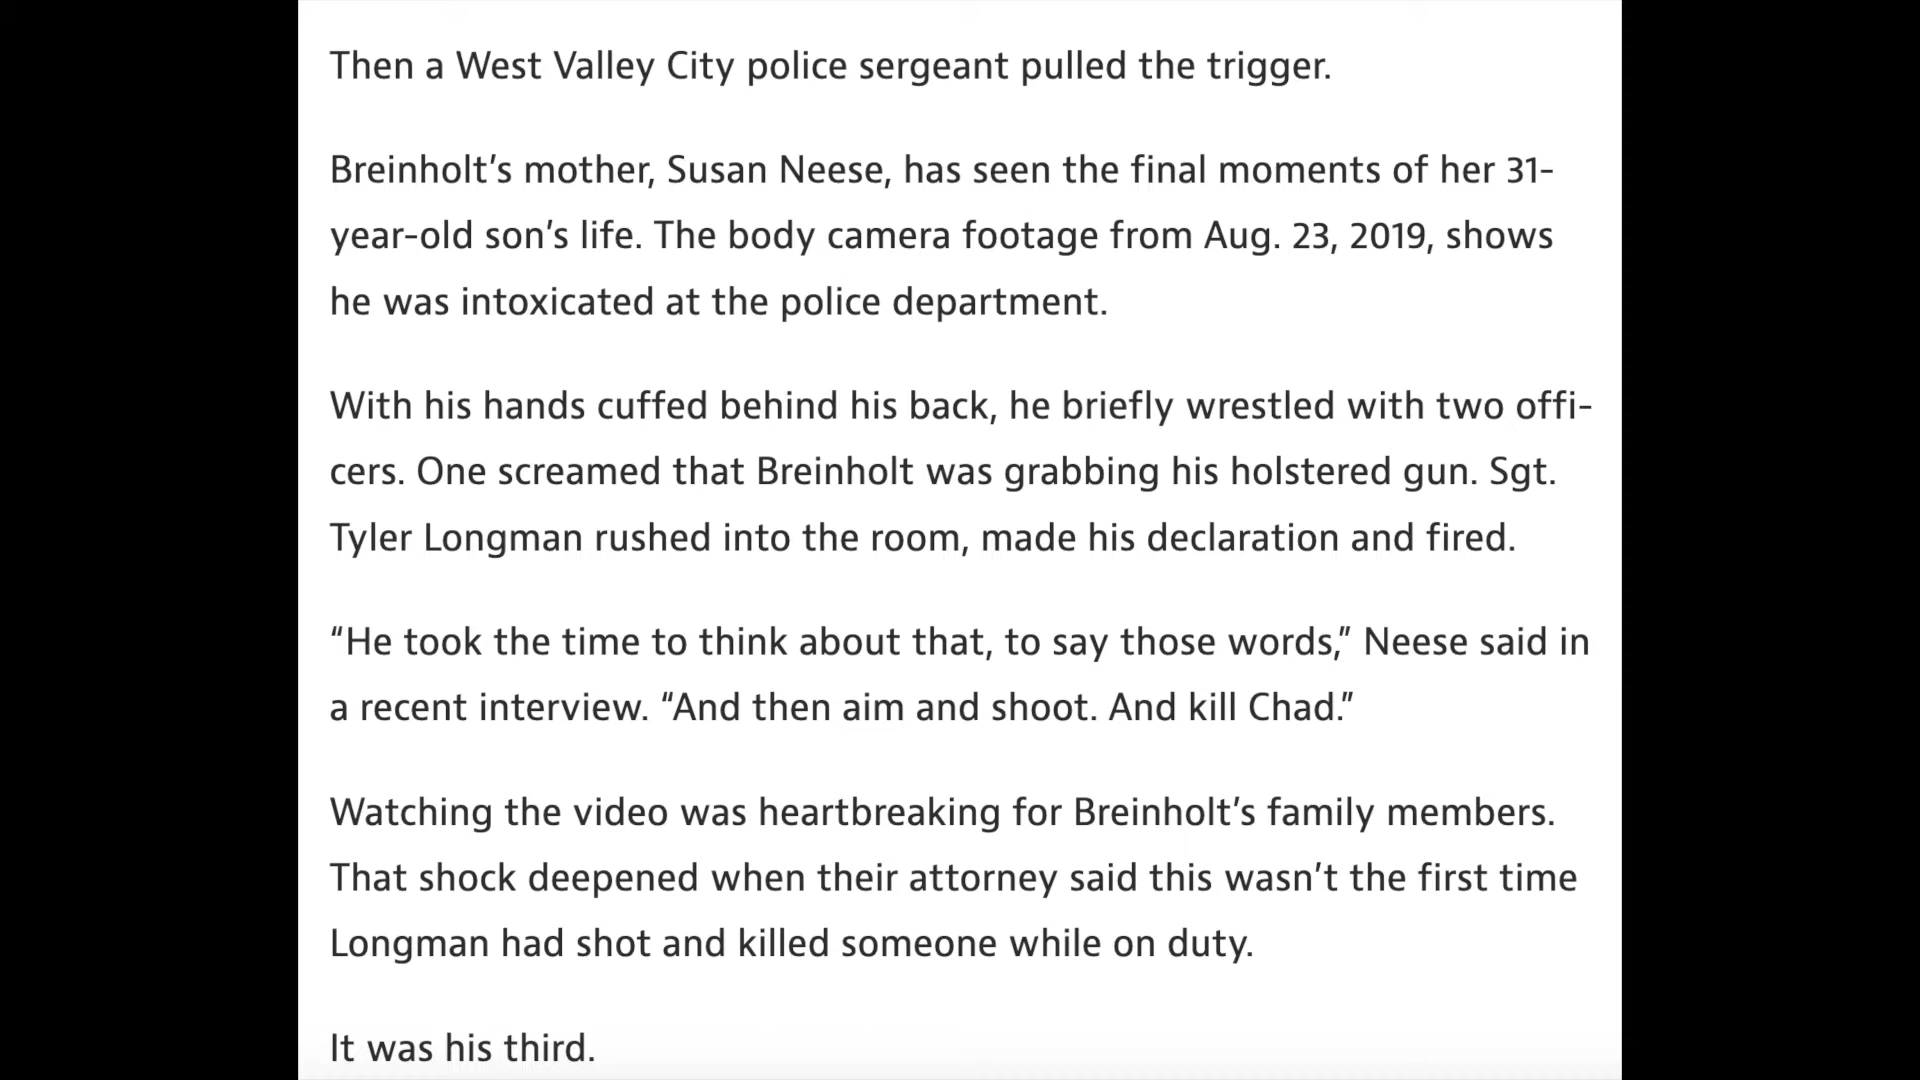 Then a West Valley City police sergeant pulled the trigger.
Breinholt’s mother, Susan Neese, has seen the final moments of her 31-
year-old son’s life. The body camera footage from Aug. 23, 2019, shows
he was intoxicated at the police department.
With his hands cuffed behind his back, he briefly wrestled with two offi-
cers. One screamed that Breinholt was grabbing his holstered gun. Sgt.
Tyler Longman rushed into the room, made his declaration and fired.
“He took the time to think about that, to say those words,” Neese said in
a recent interview. “And then aim and shoot. And kill Chad.”
Watching the video was heartbreaking for Breinholt’s family members.
That shock deepened when their attorney said this wasn’t the first time
Longman had shot and killed someone while on duty.
It was his third.